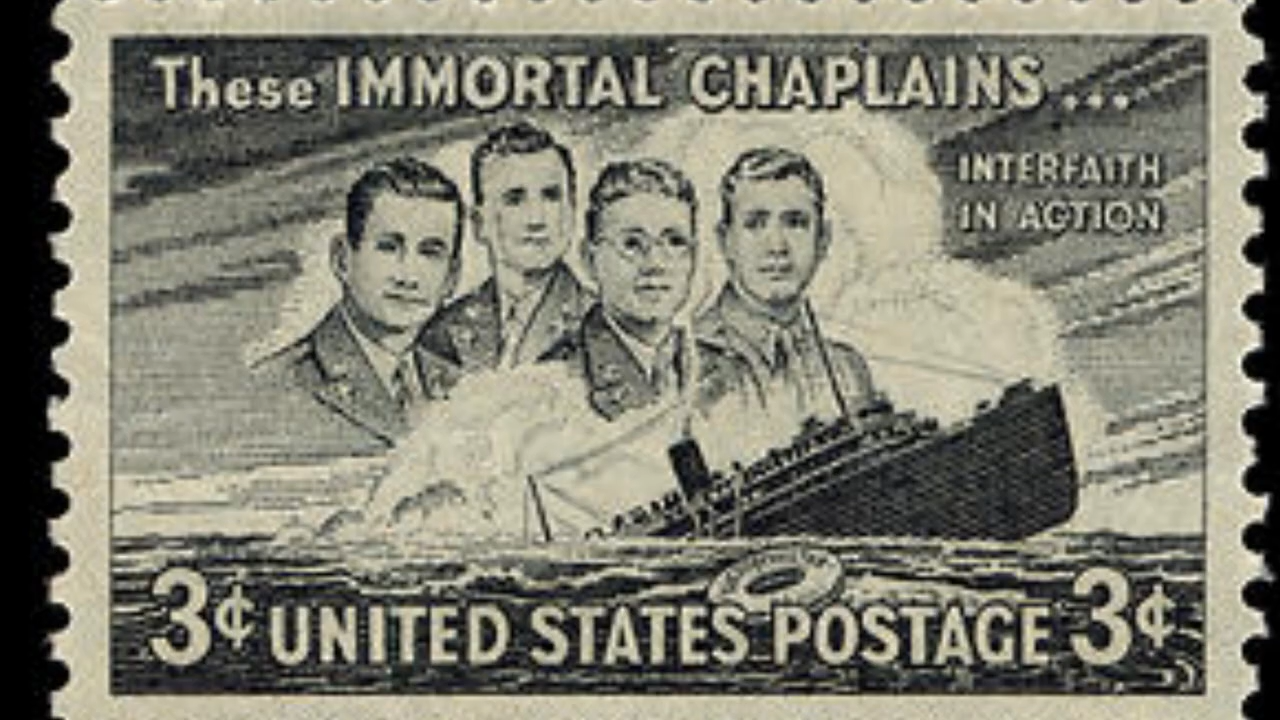 These IMMORTAL CHAPLAINS...
INTERFAITH
IN ACTION
3¢ UNITED STATES POSTAGE 3¢